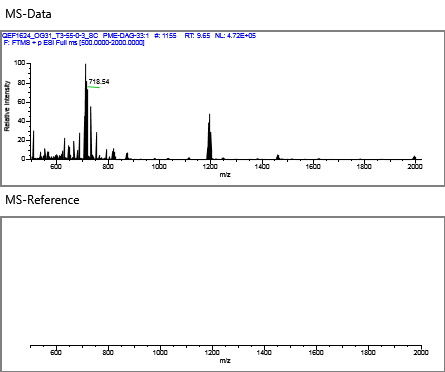 MS-Data
QEF1624_OG31_T3-55-0-3_SC PME-DAG-33:1 #: 1155 RT: 9.65 NL: 4.72E+05
F: FTMS + p ESI Full ms [500.0000-2000.0000]
100
80
60
40
20
0
Relative Intensity
718.54
600 800 1000 1200 1400 1600 1800 2000
m/z
MS-Reference
600 800 1000 1200 1400 1600 1800 2000
m/z